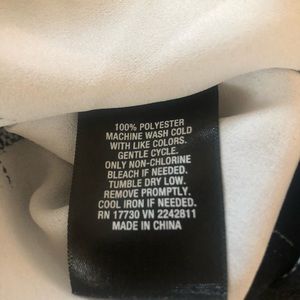 100% POLYESTER
MACHINE WASH COLD
WITH LIKE COLORS.
GENTLE CYCLE.
ONLY NON-CHLORINE
BLEACH IF NEEDED.
TUMBLE DRY LOW.
REMOVE PROMPTLY.
COOL IRON IF NEEDED.
RN 17730 VN 2242811
MADE IN CHINA